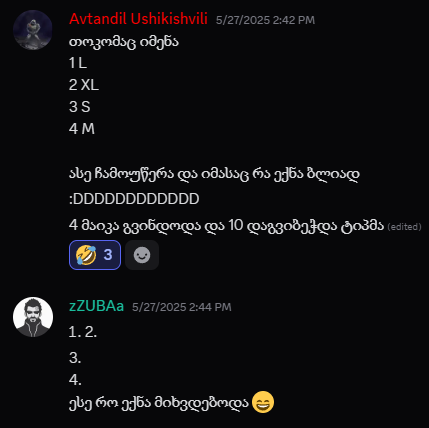 Avtandil Ushikishvili 5/27/2025 2:42 PM
თოკომაც იმენა
1 L
2 XL
3 S
4 M
ასე ჩამოუწერა და იმასაც რა ექნა ბლიად
:DDDDDDDDDDDD
4 მაიკა გვინდოდა და 10 დაგვიბეჭდა ტიპმა (edited)
3
zZUBAa 5/27/2025 2:44 PM
1. 2.
3.
4.
ესე რო ექნა მიხვდებოდა